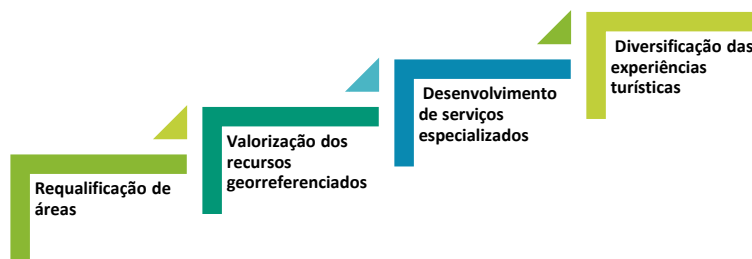 Requalificação de
áreas
Valorização dos
recursos
georreferenciados
Desenvolvimento
de serviços
especializados
Diversificação das
experiências
turísticas